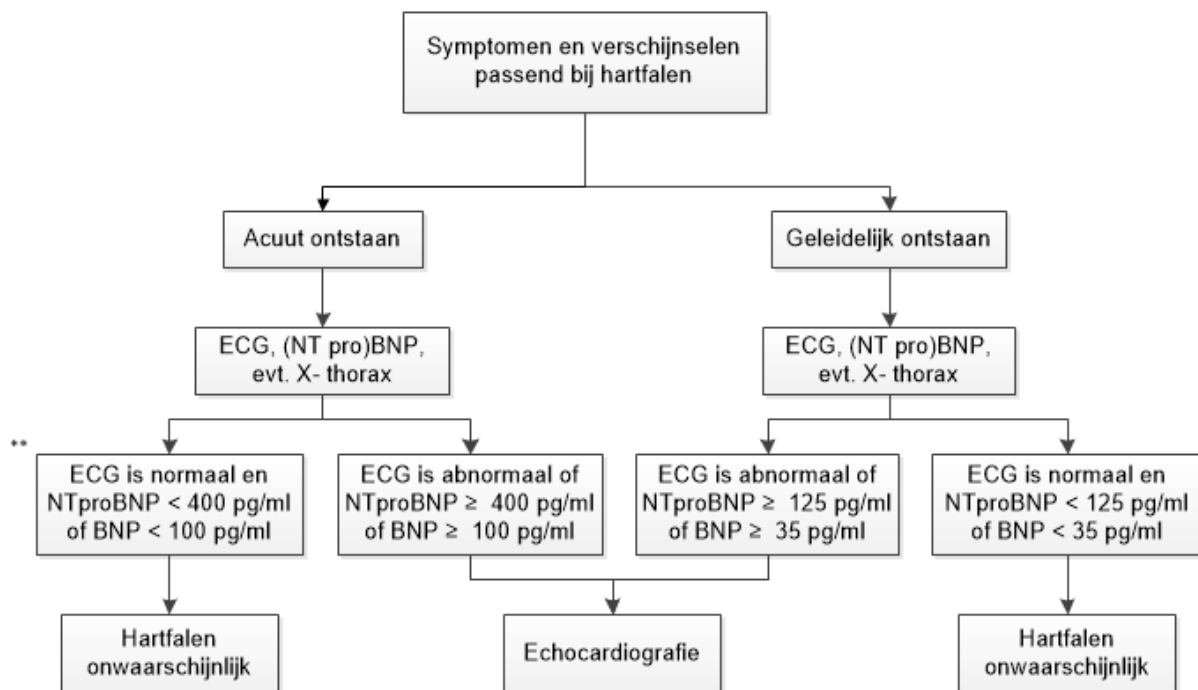 Symptomen en verschijnselen
passend bij hartfalen
Acuut ontstaan
Geleidelijk ontstaan
ECG, (NT pro)BNP,
evt. X- thorax
ECG, (NT pro)BNP,
evt. X- thorax
**
ECG is normaal en
NTproBNP < 400 pg/ml
of BNP < 100 pg/ml
ECG is abnormaal of
NTproBNP ≥ 400 pg/ml
of BNP ≥ 100 pg/ml
ECG is abnormaal of
NTproBNP ≥ 125 pg/ml
of BNP ≥ 35 pg/ml
ECG is normaal en
NTproBNP < 125 pg/ml
of BNP < 35 pg/ml
Hartfalen
onwaarschijnlijk
Echocardiografie
Hartfalen
onwaarschijnlijk